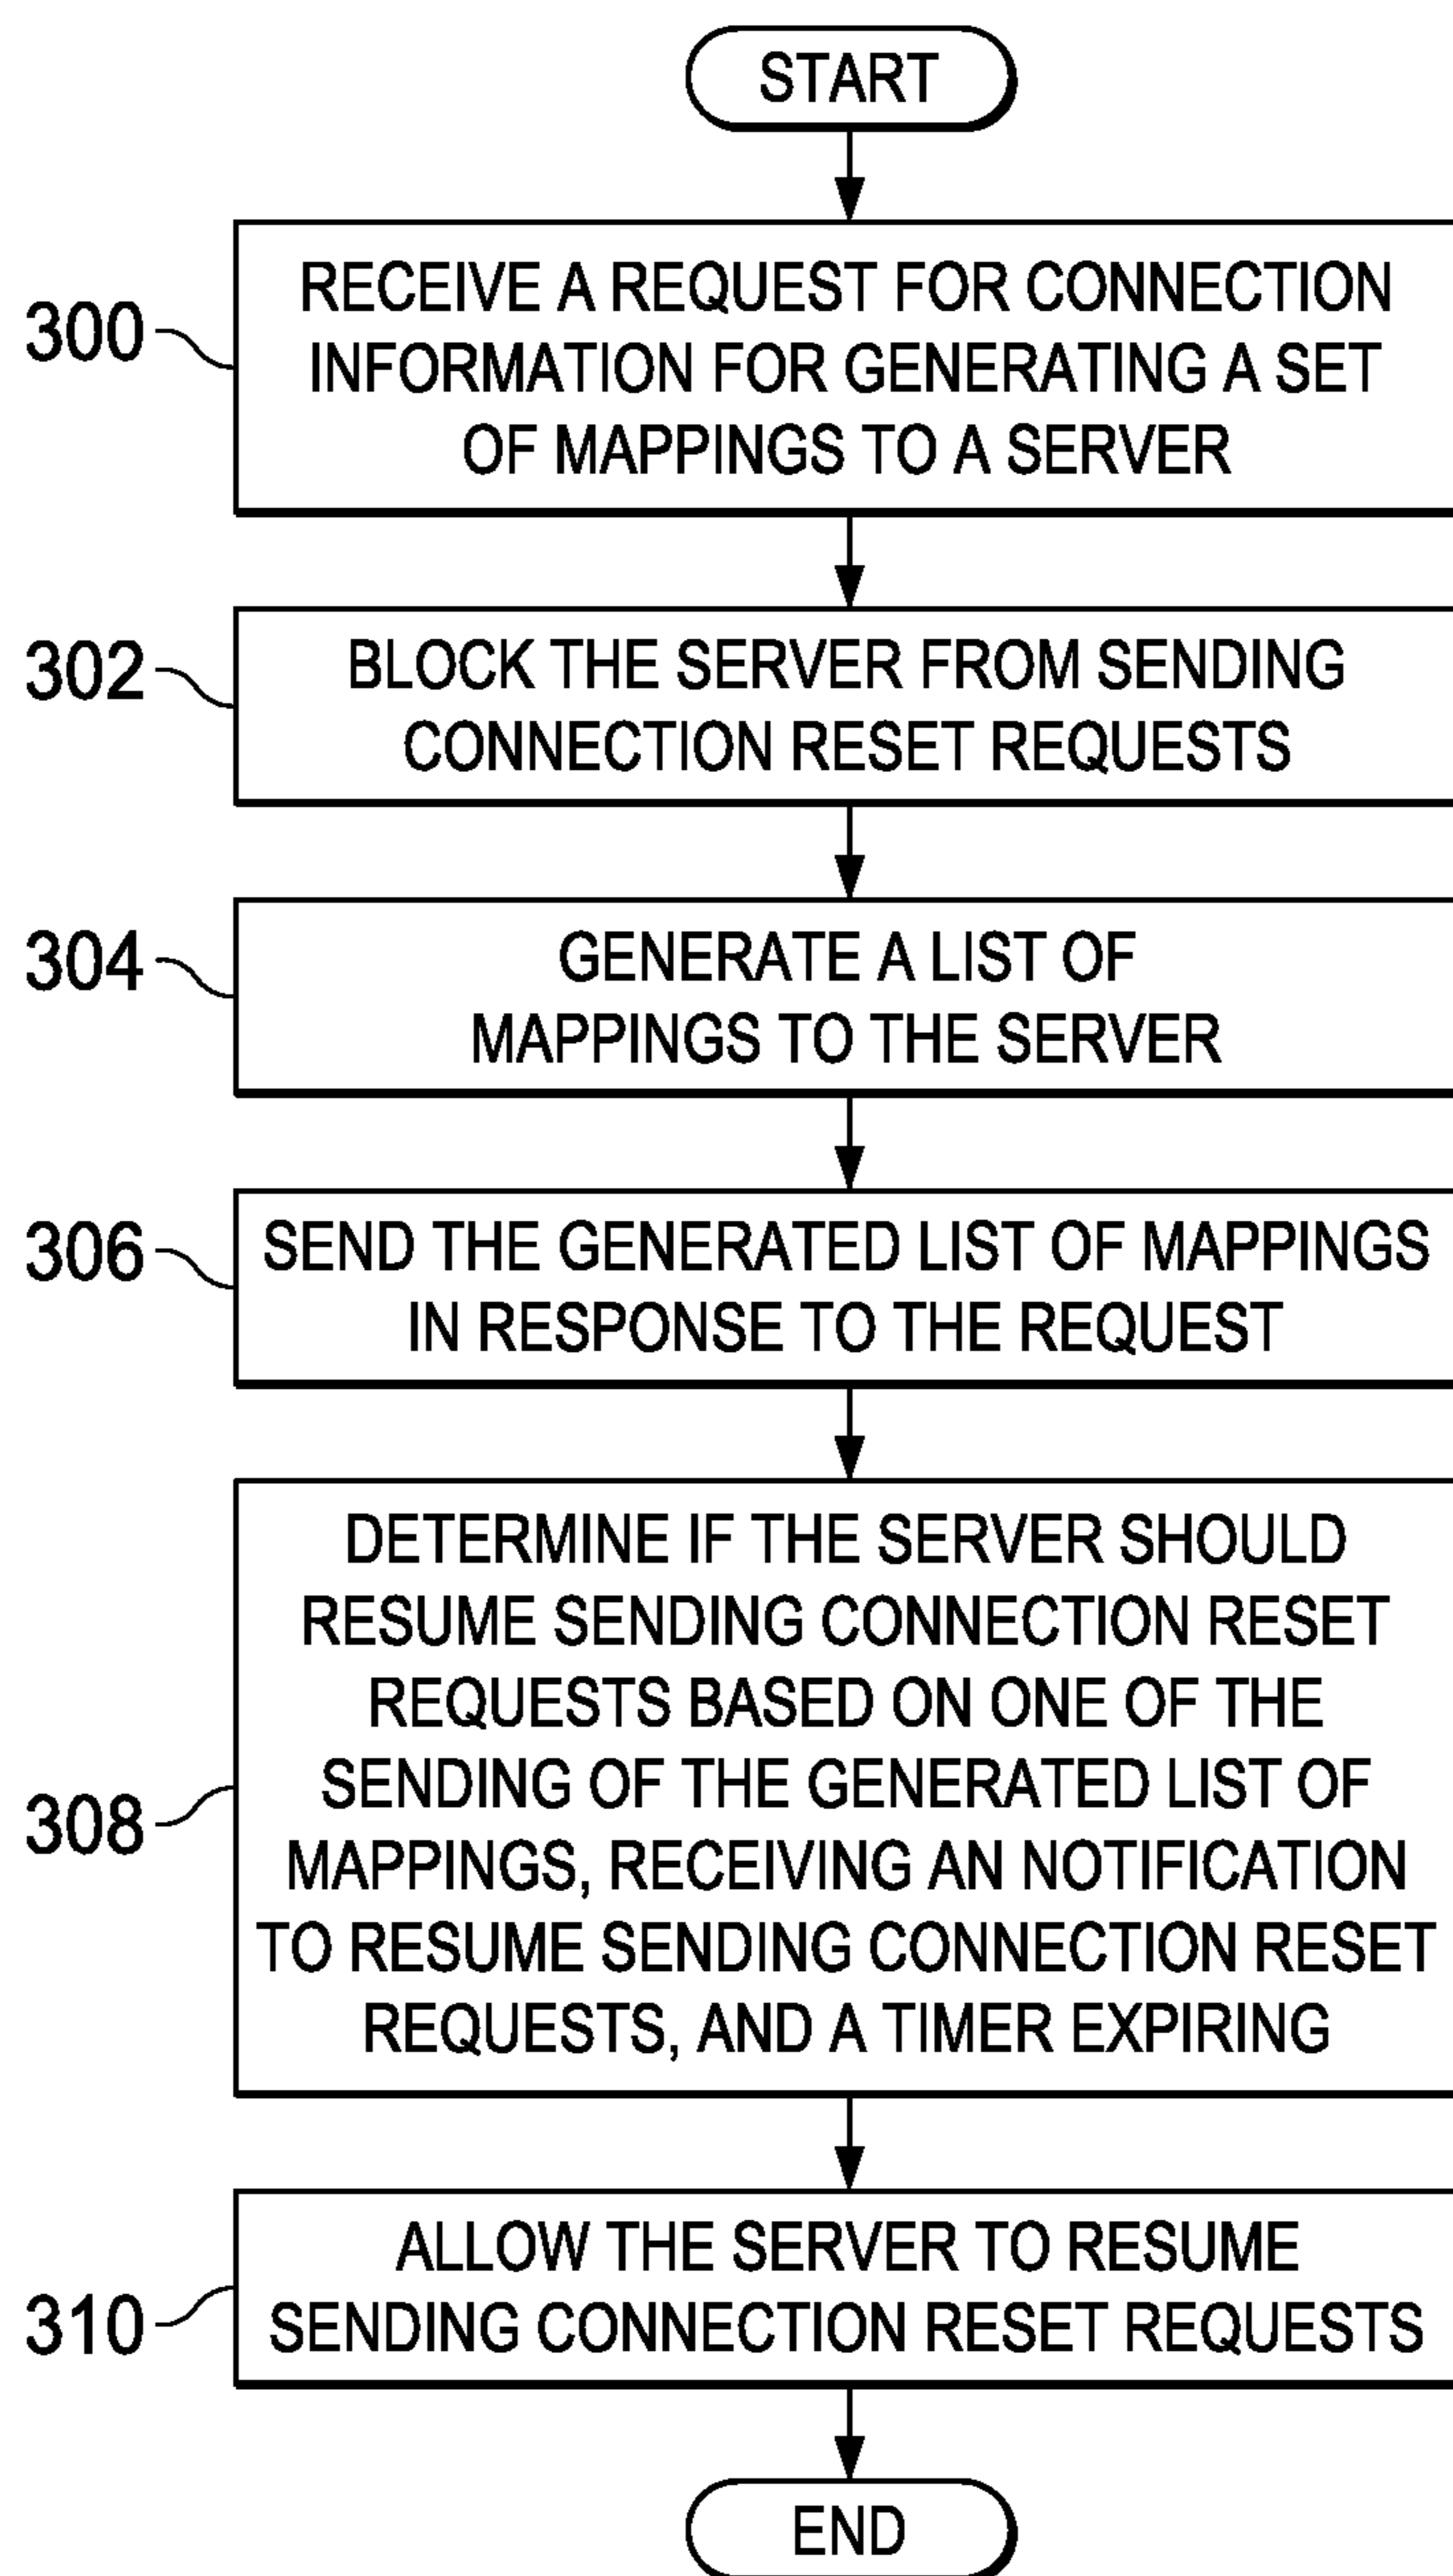 START
300
RECEIVE A REQUEST FOR CONNECTION
INFORMATION FOR GENERATING A SET
OF MAPPINGS TO A SERVER
302
BLOCK THE SERVER FROM SENDING
CONNECTION RESET REQUESTS
304
GENERATE A LIST OF
MAPPINGS TO THE SERVER
306
SEND THE GENERATED LIST OF MAPPINGS
IN RESPONSE TO THE REQUEST
308
DETERMINE IF THE SERVER SHOULD
RESUME SENDING CONNECTION RESET
REQUESTS BASED ON ONE OF THE
SENDING OF THE GENERATED LIST OF
MAPPINGS, RECEIVING AN NOTIFICATION
TO RESUME SENDING CONNECTION RESET
REQUESTS, AND A TIMER EXPIRING
310
ALLOW THE SERVER TO RESUME
SENDING CONNECTION RESET REQUESTS
END